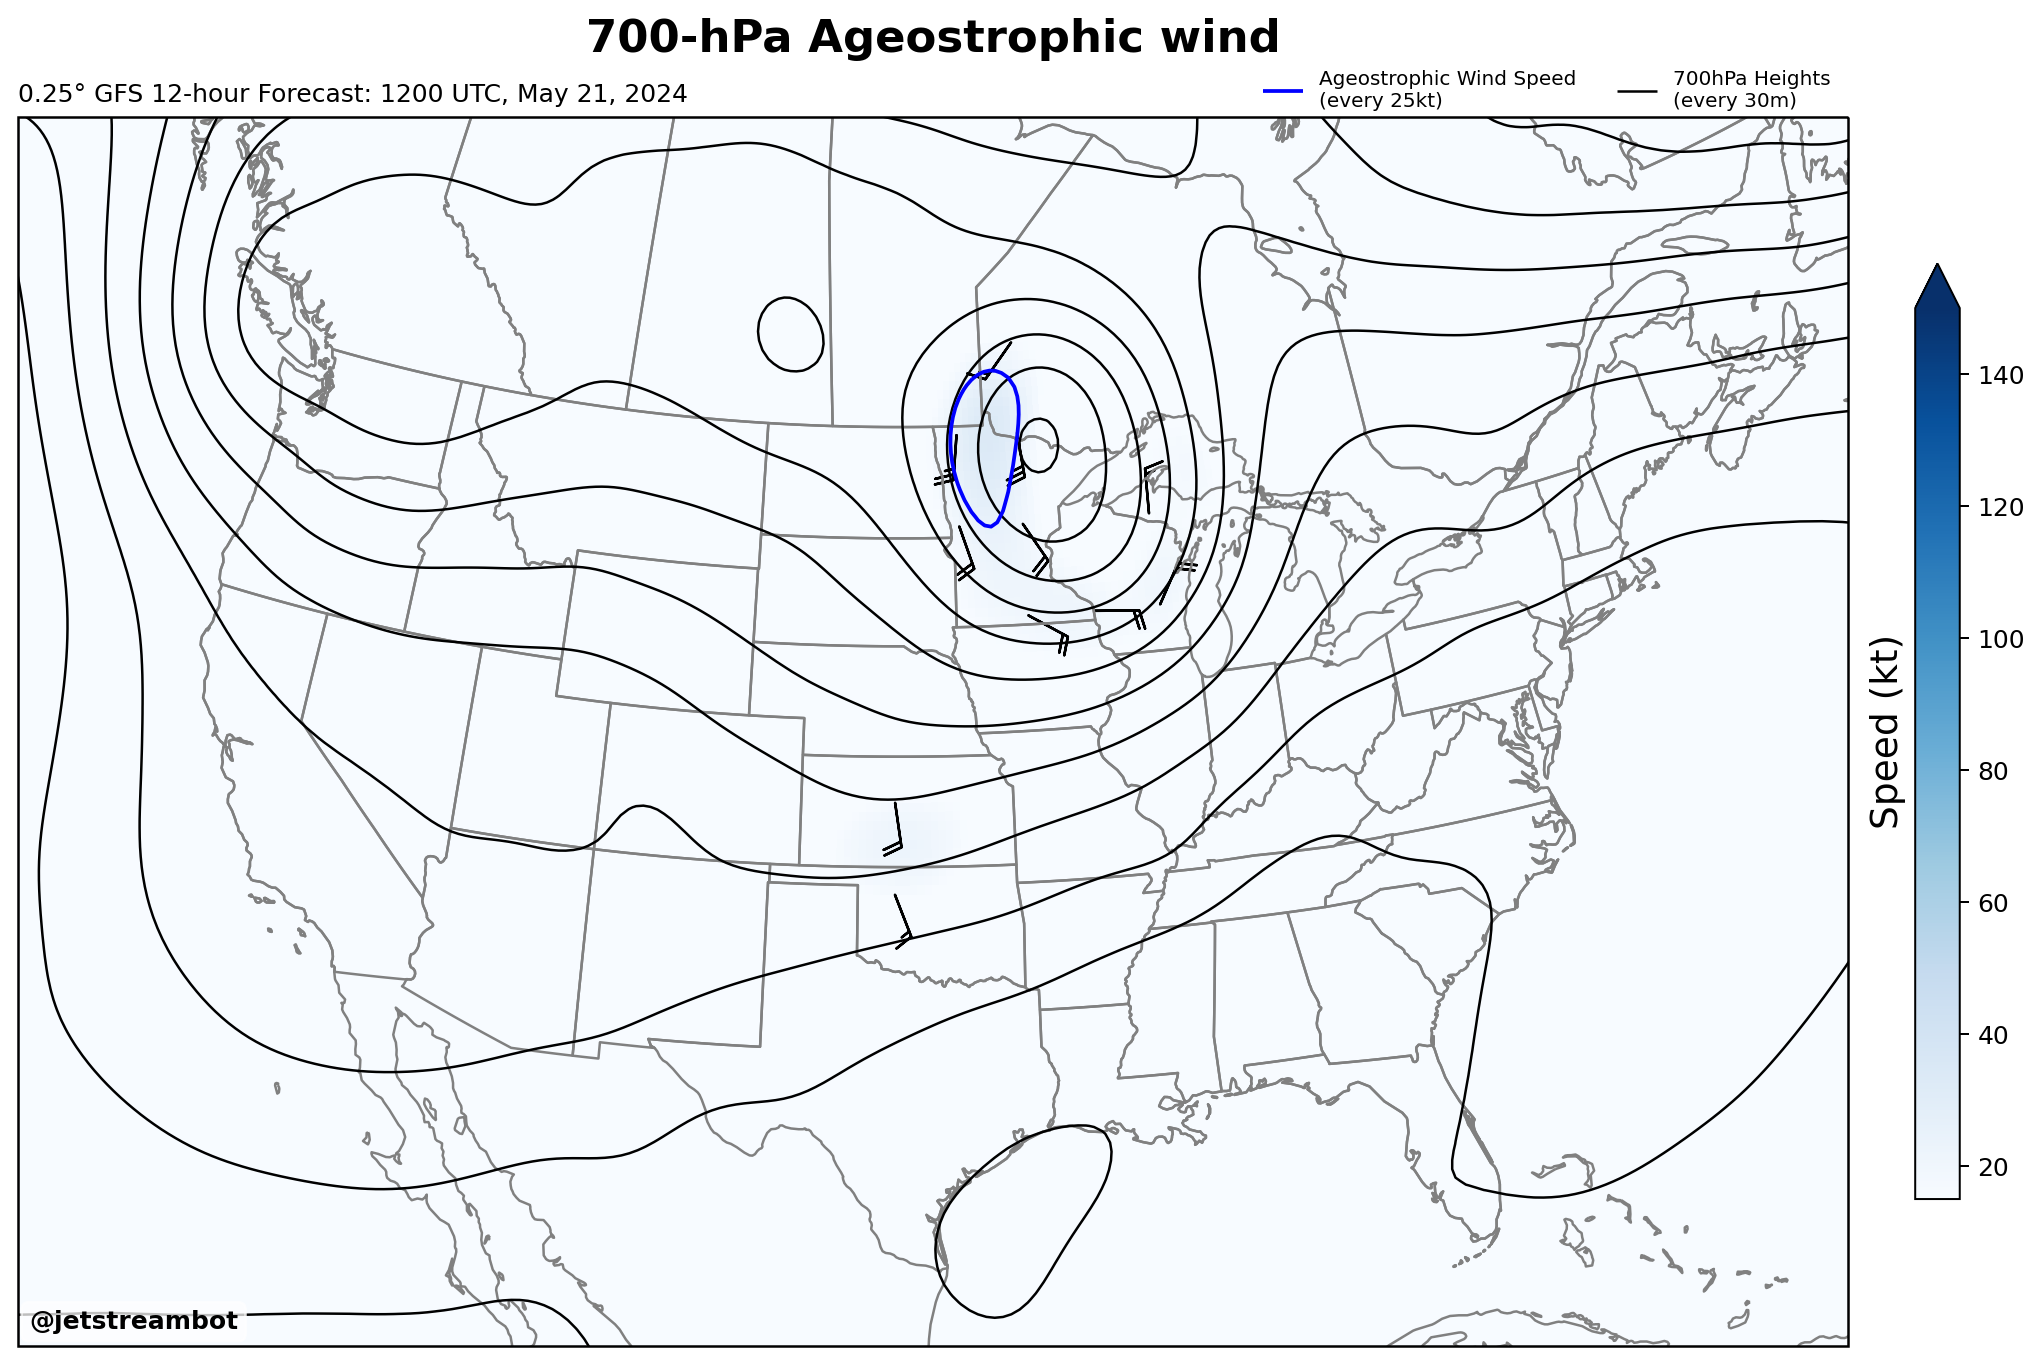 700-hPa Ageostrophic wind
0.25° GFS 12-hour Forecast: 1200 UTC, May 21, 2024
Ageostrophic Wind Speed
(every 25kt)
700hPa Heights
(every 30m)
140
120
100
80
60
40
20
Speed (kt)
@jetstreambot